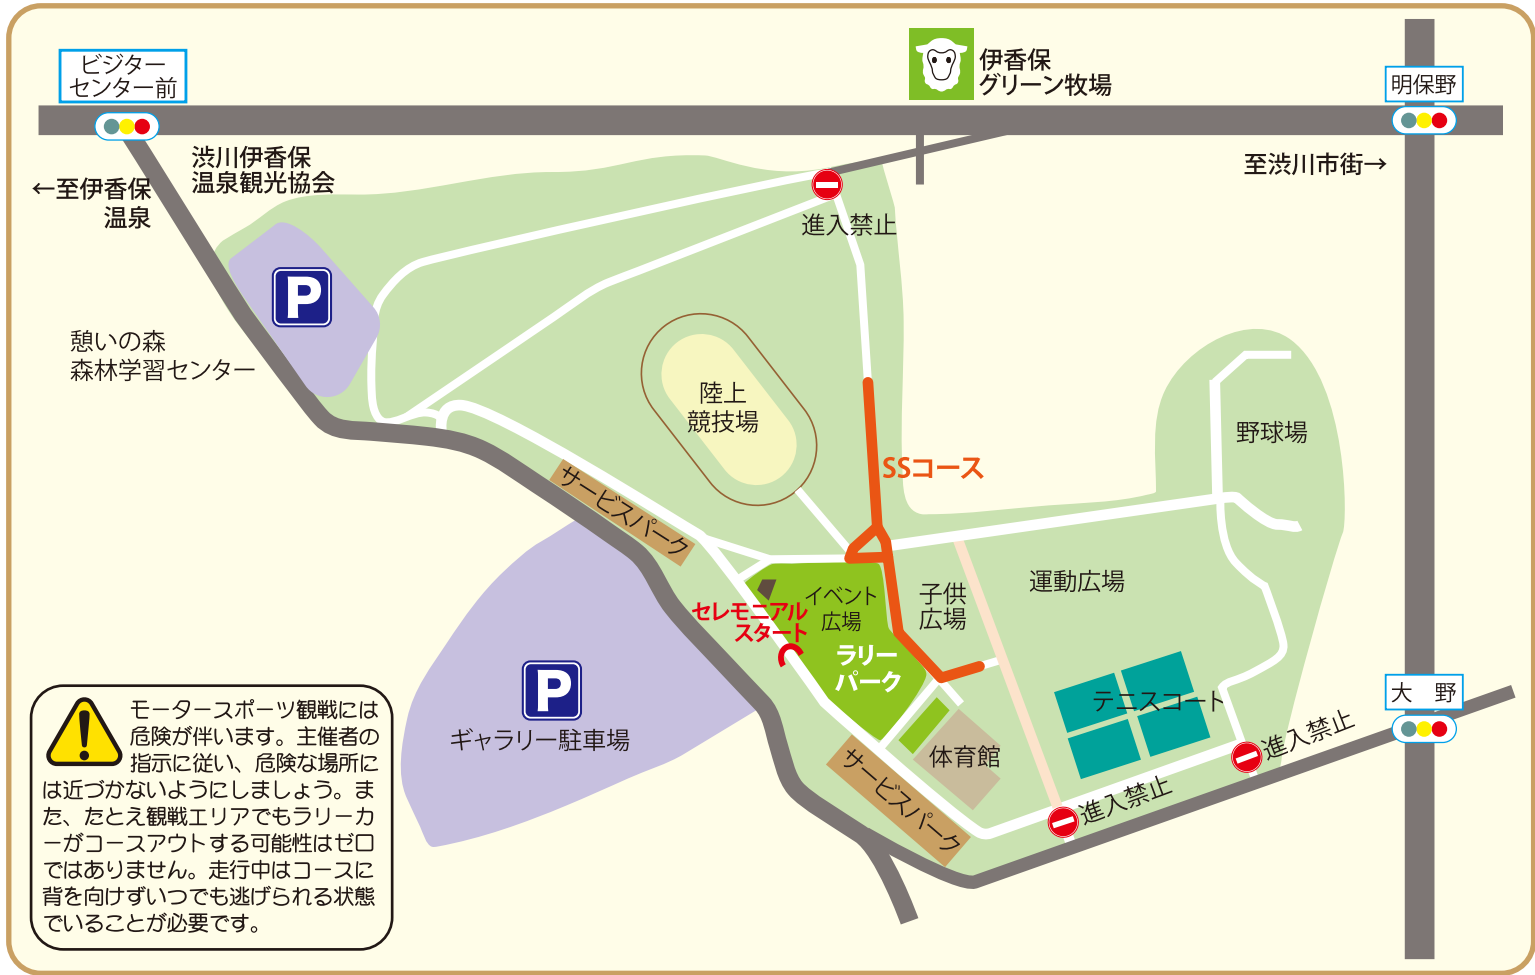 ビジター
センター前
伊香保
グリーン牧場
明保野
渋川伊香保
温泉観光協会
←至伊香保
温泉
至渋川市街→
進入禁止
P
憩いの森
森林学習センター
陸上
競技場
野球場
SSコース
サービスパーク
運動広場
子供
広場
イベント
広場
セレモニアル
スタート
ラリー
パーク
P
ギャラリー駐車場
テニスコート
大 野
体育館
サービスパーク
進入禁止
進入禁止
モータースポーツ観戦には
危険が伴います。主催者の
指示に従い、危険な場所に
は近づかないようにしましょう。ま
た、たとえ観戦エリアでもラリーカ
ーがコースアウトする可能性はゼロ
ではありません。走行中はコースに
背を向けずいつでも逃げられる状態
でいることが必要です。